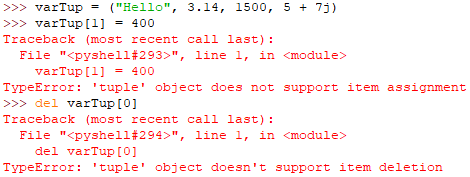 >>> varTup = ("Hello", 3.14, 1500, 5 + 7j)
>>> varTup[1] = 400
Traceback (most recent call last):
  File "<pyshell#293>", line 1, in <module>
    varTup[1] = 400
TypeError: 'tuple' object does not support item assignment
>>> del varTup[0]
Traceback (most recent call last):
  File "<pyshell#294>", line 1, in <module>
    del varTup[0]
TypeError: 'tuple' object doesn't support item deletion